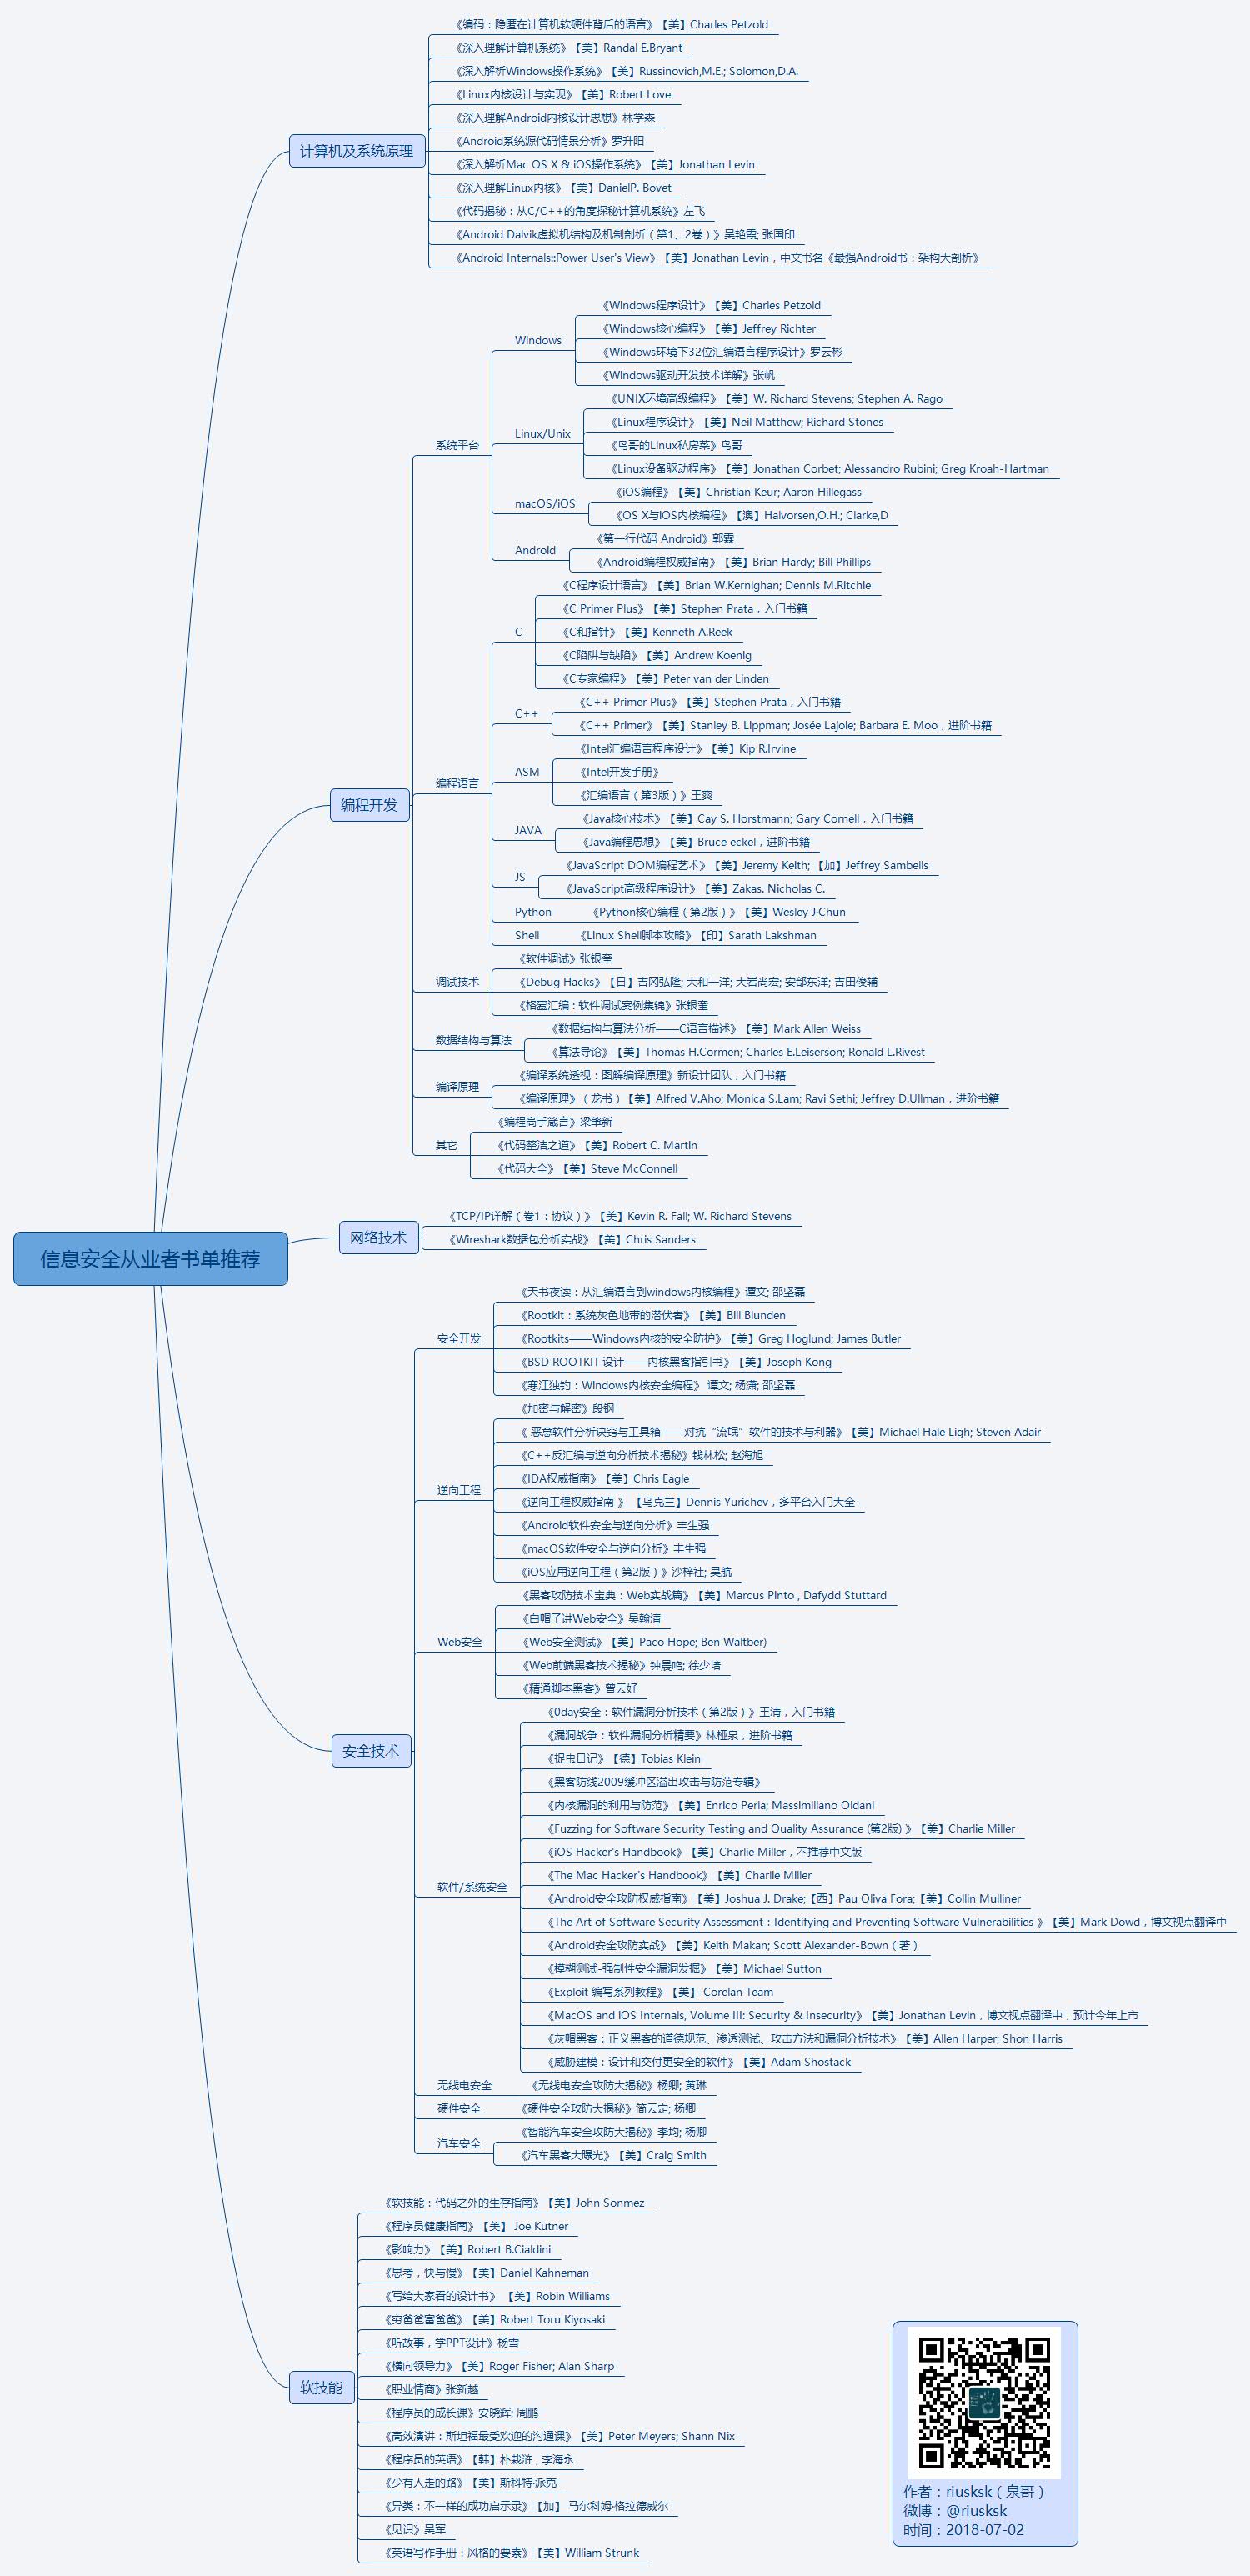 信息安全从业者书单推荐
计算机及系统原理
《编码：隐匿在计算机软硬件背后的语言》【美】Charles Petzold
《深入理解计算机系统》【美】Randal E.Bryant
《深入解析Windows操作系统》【美】Russinovich,M.E.; Solomon,D.A.
《Linux内核设计与实现》【美】Robert Love
《深入理解Android内核设计思想》林学森
《Android系统源代码情景分析》罗升阳
《深入解析Mac OS X & iOS操作系统》【美】Jonathan Levin
《深入理解Linux内核》【美】DanielP. Bovet
《代码揭秘：从C/C++的角度探秘计算机系统》左飞
《Android Dalvik虚拟机结构及机制剖析（第1、2卷）》吴艳霞; 张国印
《Android Internals::Power User's View》【美】Jonathan Levin，中文书名《最强Android书：架构大剖析》
编程开发
系统平台
Windows
《Windows程序设计》【美】Charles Petzold
《Windows核心编程》【美】Jeffrey Richter
《Windows环境下32位汇编语言程序设计》罗云彬
《Windows驱动开发技术详解》张帆
Linux/Unix
《UNIX环境高级编程》【美】W. Richard Stevens; Stephen A. Rago
《Linux程序设计》【美】Neil Matthew; Richard Stones
《鸟哥的Linux私房菜》鸟哥
《Linux设备驱动程序》【美】Jonathan Corbet; Alessandro Rubini; Greg Kroah-Hartman
macOS/iOS
《iOS编程》【美】Christian Keur; Aaron Hillegass
《OS X与iOS内核编程》【澳】Halvorsen,O.H.; Clarke,D
Android
《第一行代码 Android》郭霖
《Android编程权威指南》【美】Brian Hardy; Bill Phillips
编程语言
C
《C程序设计语言》【美】Brian W.Kernighan; Dennis M.Ritchie
《C Primer Plus》【美】Stephen Prata，入门书籍
《C和指针》【美】Kenneth A.Reek
《C陷阱与缺陷》【美】Andrew Koenig
《C专家编程》【美】Peter van der Linden
C++
《C++ Primer Plus》【美】Stephen Prata，入门书籍
《C++ Primer》【美】Stanley B. Lippman; Josée Lajoie; Barbara E. Moo，进阶书籍
ASM
《Intel汇编语言程序设计》【美】Kip R.Irvine
《Intel开发手册》
《汇编语言（第3版）》王爽
JAVA
《Java核心技术》【美】Cay S. Horstmann; Gary Cornell，入门书籍
《Java编程思想》【美】Bruce eckel，进阶书籍
JS
《JavaScript DOM编程艺术》【美】Jeremy Keith; 【加】Jeffrey Sambells
《JavaScript高级程序设计》【美】Zakas. Nicholas C.
Python
《Python核心编程（第2版）》【美】Wesley J·Chun
Shell
《Linux Shell脚本攻略》【印】Sarath Lakshman
调试技术
《软件调试》张银奎
《Debug Hacks》【日】吉冈弘隆; 大和一洋; 大岩尚宏; 安部东洋; 吉田俊辅
《格蠹汇编：软件调试案例集锦》张银奎
数据结构与算法
《数据结构与算法分析——C语言描述》【美】Mark Allen Weiss
《算法导论》【美】Thomas H.Cormen; Charles E.Leiserson; Ronald L.Rivest
编译原理
《编译系统透视：图解编译原理》新设计团队，入门书籍
《编译原理》（龙书）【美】Alfred V.Aho; Monica S.Lam; Ravi Sethi; Jeffrey D.Ullman，进阶书籍
其它
《编程高手箴言》梁肇新
《代码整洁之道》【美】Robert C. Martin
《代码大全》【美】Steve McConnell
网络技术
《TCP/IP详解（卷1：协议）》【美】Kevin R. Fall; W. Richard Stevens
《Wireshark数据包分析实战》【美】Chris Sanders
安全技术
安全开发
《天书夜读：从汇编语言到windows内核编程》谭文; 邵坚磊
《Rootkit：系统灰色地带的潜伏者》【美】Bill Blunden
《Rootkits——Windows内核的安全防护》【美】Greg Hoglund; James Butler
《BSD ROOTKIT 设计——内核黑客指引书》【美】Joseph Kong
《寒江独钓：Windows内核安全编程》 谭文; 杨潇; 邵坚磊
逆向工程
《加密与解密》段钢
《 恶意软件分析诀窍与工具箱——对抗“流氓”软件的技术与利器》【美】Michael Hale Ligh; Steven Adair
《C++反汇编与逆向分析技术揭秘》钱林松; 赵海旭
《IDA权威指南》【美】Chris Eagle
《逆向工程权威指南 》 【乌克兰】Dennis Yurichev，多平台入门大全
《Android软件安全与逆向分析》丰生强
《macOS软件安全与逆向分析》丰生强
《iOS应用逆向工程（第2版）》沙梓社; 吴航
Web安全
《黑客攻防技术宝典：Web实战篇》【美】Marcus Pinto , Dafydd Stuttard
《白帽子讲Web安全》吴翰清
《Web安全测试》【美】Paco Hope; Ben Waltber)
《Web前端黑客技术揭秘》钟晨鸣; 徐少培
《精通脚本黑客》曾云好
软件/系统安全
《0day安全：软件漏洞分析技术（第2版）》王清，入门书籍
《漏洞战争：软件漏洞分析精要》林桠泉，进阶书籍
《捉虫日记》【德】Tobias Klein
《黑客防线2009缓冲区溢出攻击与防范专辑》
《内核漏洞的利用与防范》【美】Enrico Perla; Massimiliano Oldani
《Fuzzing for Software Security Testing and Quality Assurance (第2版) 》【美】Charlie Miller
《iOS Hacker's Handbook》【美】Charlie Miller，不推荐中文版
《The Mac Hacker's Handbook》【美】Charlie Miller
《Android安全攻防权威指南》【美】Joshua J. Drake;【西】Pau Oliva Fora;【美】Collin Mulliner
《The Art of Software Security Assessment：Identifying and Preventing Software Vulnerabilities 》【美】Mark Dowd，博文视点翻译中
《Android安全攻防实战》【美】Keith Makan; Scott Alexander-Bown（著）
《模糊测试-强制性安全漏洞发掘》【美】Michael Sutton
《Exploit 编写系列教程》【美】 Corelan Team
《MacOS and iOS Internals, Volume III: Security & Insecurity》【美】Jonathan Levin，博文视点翻译中，预计今年上市
《灰帽黑客：正义黑客的道德规范、渗透测试、攻击方法和漏洞分析技术》【美】Allen Harper; Shon Harris
《威胁建模：设计和交付更安全的软件》【美】Adam Shostack
无线电安全
《无线电安全攻防大揭秘》杨卿; 黄琳
硬件安全
《硬件安全攻防大揭秘》简云定; 杨卿
汽车安全
《智能汽车安全攻防大揭秘》李均; 杨卿
《汽车黑客大曝光》【美】Craig Smith
软技能
《软技能：代码之外的生存指南》【美】John Sonmez
《程序员健康指南》【美】 Joe Kutner
《影响力》【美】Robert B.Cialdini
《思考，快与慢》【美】Daniel Kahneman
《写给大家看的设计书》 【美】Robin Williams
《穷爸爸富爸爸》【美】Robert Toru Kiyosaki
《听故事，学PPT设计》杨雪
《横向领导力》【美】Roger Fisher; Alan Sharp
《职业情商》张新越
《程序员的成长课》安晓辉; 周鹏
《高效演讲：斯坦福最受欢迎的沟通课》【美】Peter Meyers; Shann Nix
《程序员的英语》【韩】朴栽浒 , 李海永
《少有人走的路》【美】斯科特·派克
《异类：不一样的成功启示录》【加】 马尔科姆·格拉德威尔
《见识》吴军
《英语写作手册：风格的要素》【美】William Strunk
作者：riusksk（泉哥）
微博：@riusksk
时间：2018-07-02